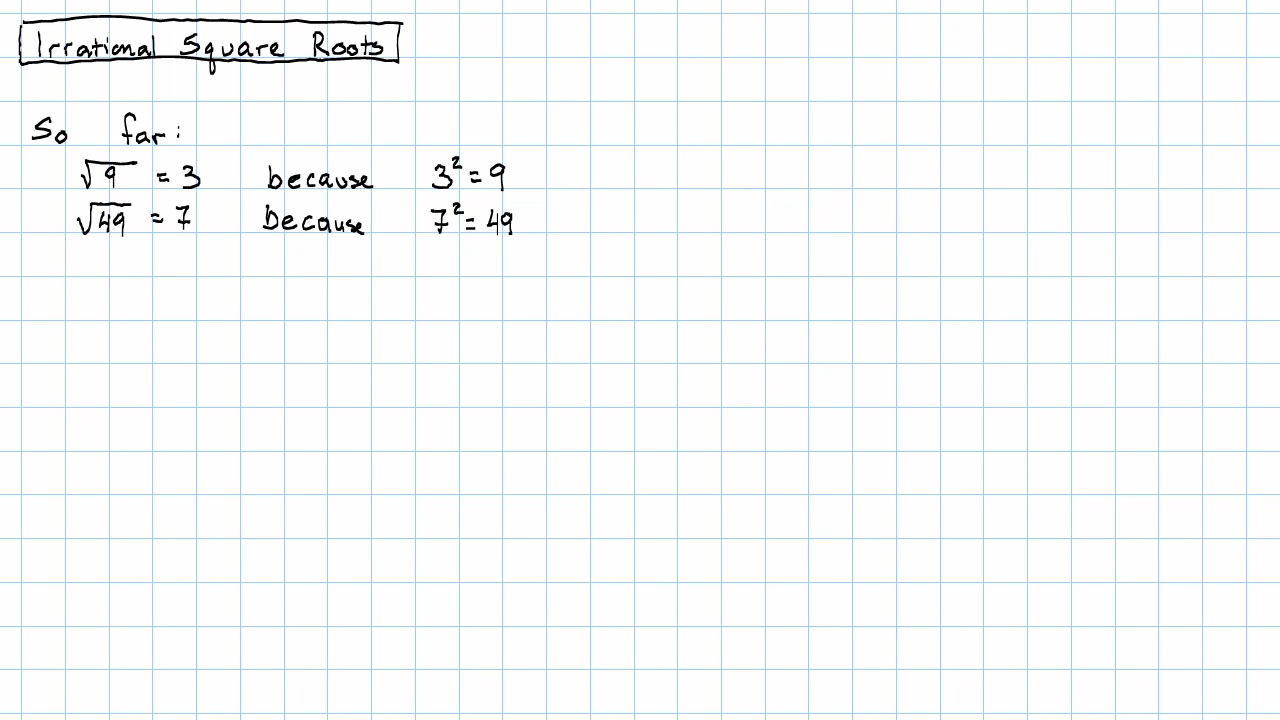 Irrational Square Roots
So far:
√9 = 3 because 3² = 9
√49 = 7 because 7² = 49